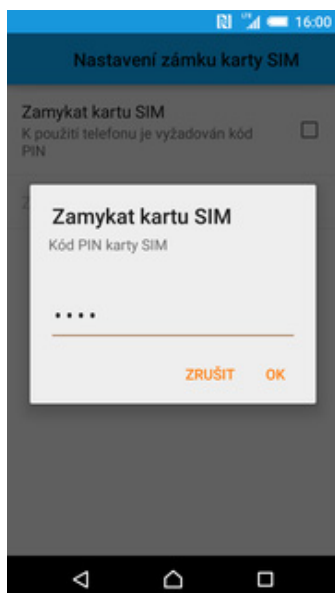 16:00
Nastavení zámku karty SIM
Zamykat kartu SIM
K použití telefonu je vyžadován kód
PIN
Zamykat kartu SIM
Kód PIN karty SIM
....
ZRUŠIT OK